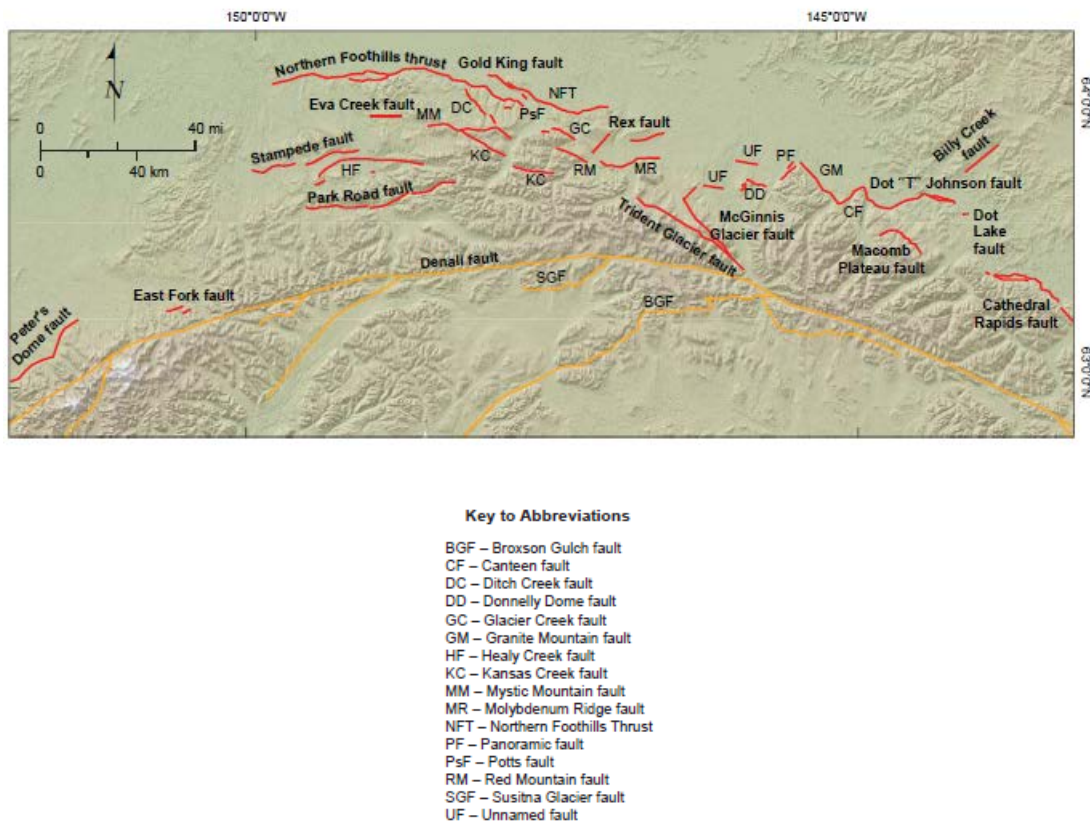 150°0'0"W
145°0'0"W
Northern Foothills thrust
Gold King fault
64°0'N
N
NFT
Eva Creek fault
MM
DC
PsF
GC
Rex fault
0
40 mi
0
40 km
Stampede fault
HF
KC
KC
RM
MR
UF
PF
UF
DD
GM
Billy Creek
fault
Dot "T" Johnson fault
Park Road fault
Trident Glacier fault
McGinnis
Glacier fault
CF
Dot
Lake
fault
Macomb
Plateau fault
Denali fault
SGF
BGF
East Fork fault
Cathedral
Rapids fault
Peter's
Dome fault
63°0'0"N
Key to Abbreviations
BGF – Broxson Gulch fault
CF – Canteen fault
DC – Ditch Creek fault
DD – Donnelly Dome fault
GC – Glacier Creek fault
GM – Granite Mountain fault
HF – Healy Creek fault
KC – Kansas Creek fault
MM – Mystic Mountain fault
MR – Molybdenum Ridge fault
NFT – Northern Foothills Thrust
PF – Panoramic fault
PsF – Potts fault
RM – Red Mountain fault
SGF – Susitna Glacier fault
UF – Unnamed fault